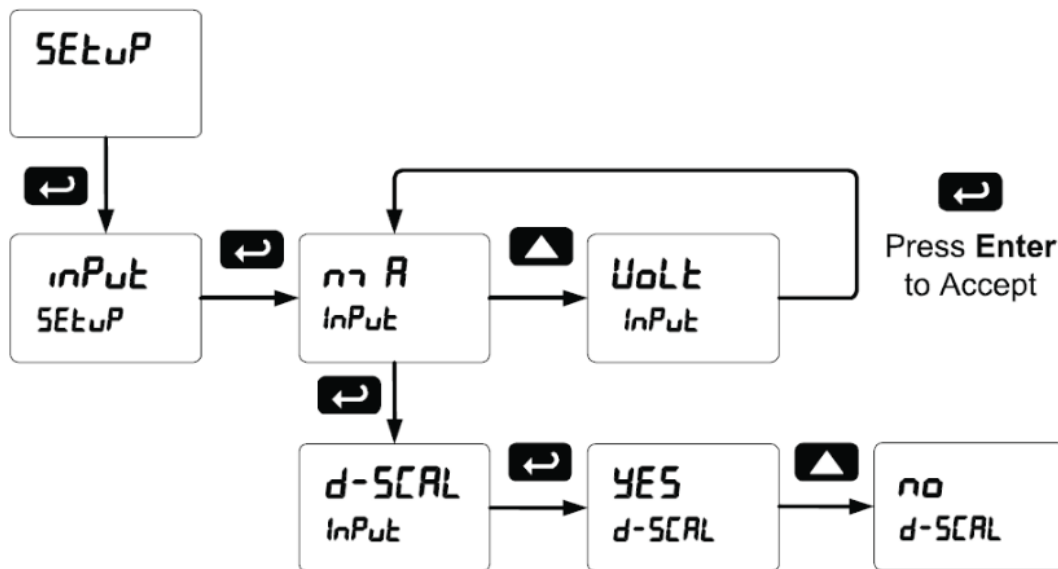 SEtuP
inPut
SEtuP
mA
InPut
VoLt
InPut
Press Enter
to Accept
d-SCAL
InPut
YES
d-SCAL
no
d-SCAL